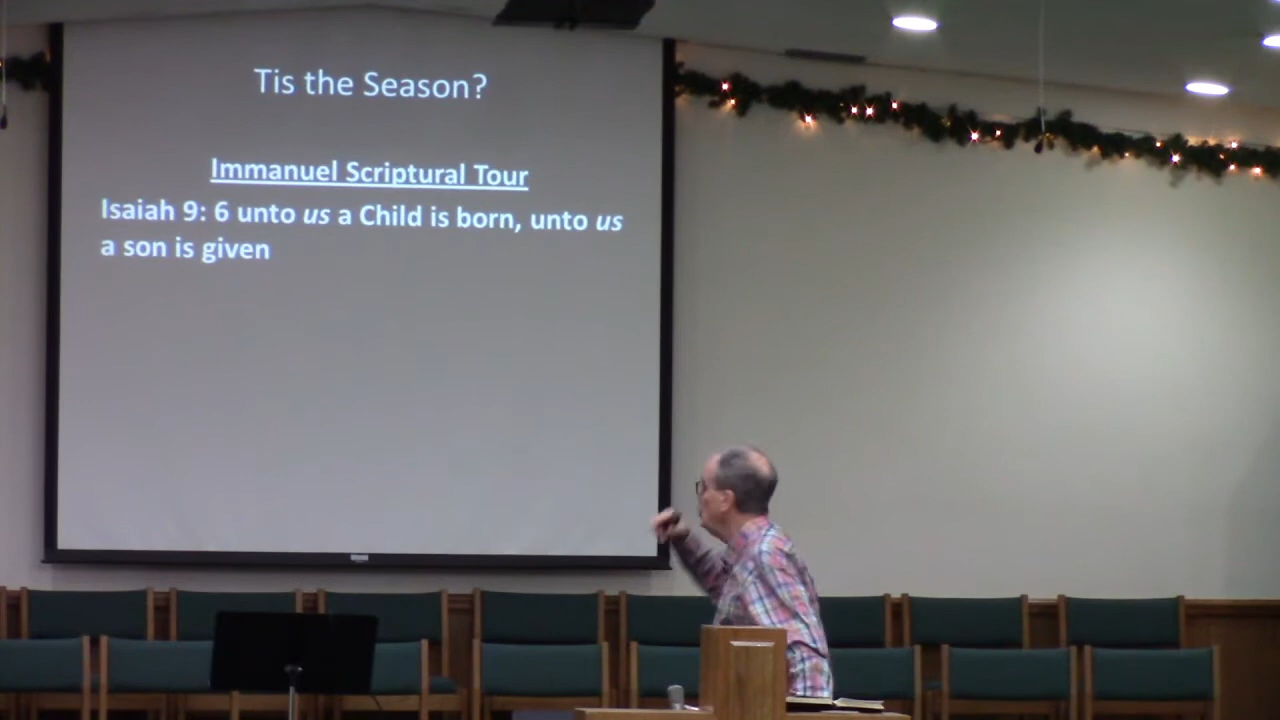 Tis the Season?
Immanuel Scriptural Tour
Isaiah 9: 6 unto us a Child is born, unto us
a son is given